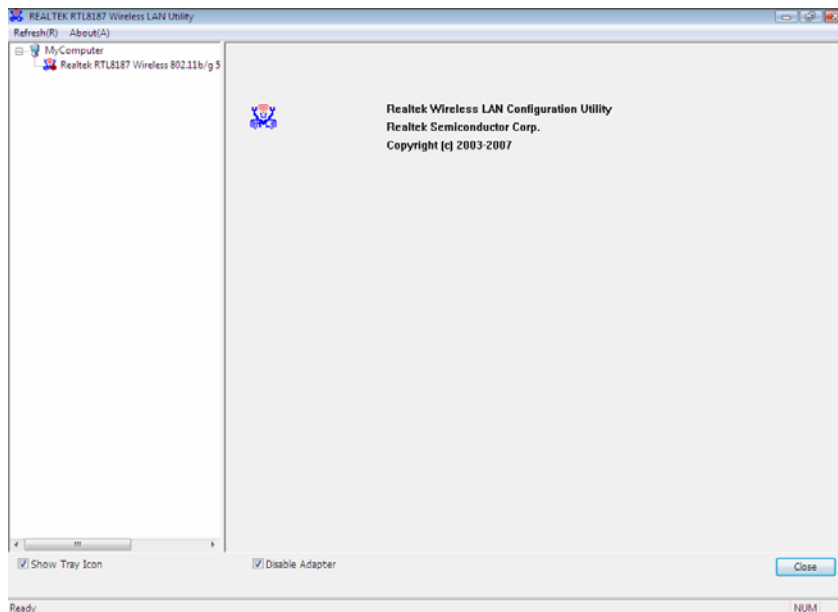 REALTEK RTL8187 Wireless LAN Utility
Refresh(R) About(A)
MyComputer
Realtek RTL8187 Wireless 802.11b/g 5
Realtek Wireless LAN Configuration Utility
Realtek Semiconductor Corp.
Copyright (c) 2003-2007
Show Tray Icon
Disable Adapter
Close
Ready
NUM